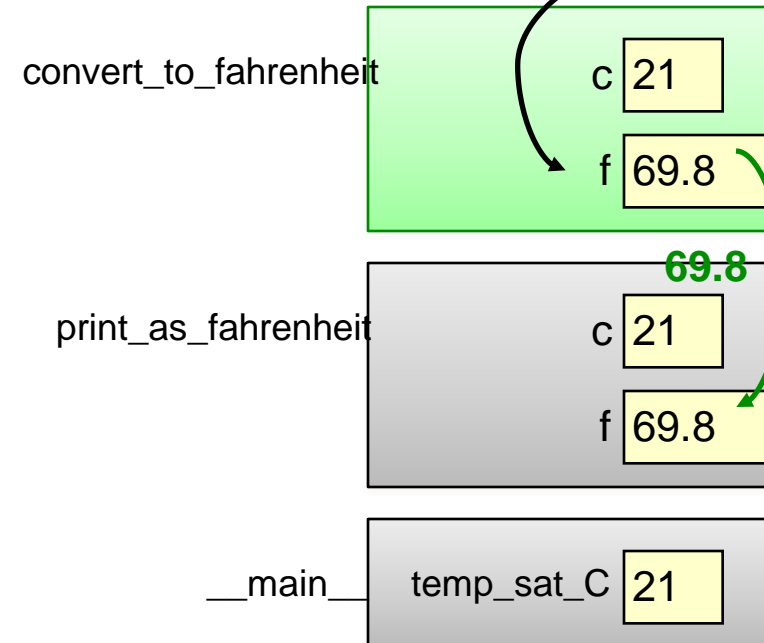 convert_to_fahrenheit c 21
f 69.8
69.8
print_as_fahrenheit c 21
f 69.8
__main__ temp_sat_C 21